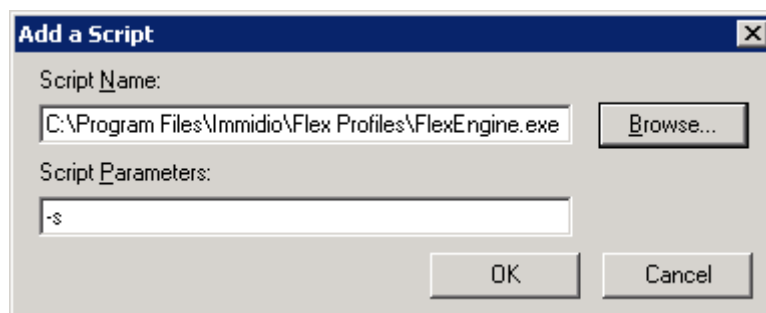 Add a Script
Script Name:
C:\Program Files\Immidio\Flex Profiles\FlexEngine.exe
Browse...
Script Parameters:
-s
OK
Cancel